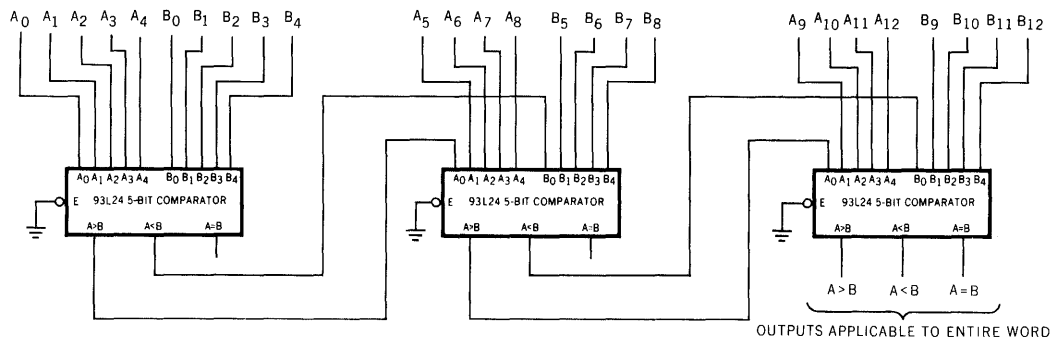 A0 A1 A2 A3 A4 B0 B1 B2 B3 B4
A5 A6 A7 A8 B5 B6 B7 B8
A9 A10 A11 A12 B9 B10 B11 B12
A0 A1 A2 A3 A4 B0 B1 B2 B3 B4
E 93L24 5-BIT COMPARATOR
A>B A<B A=B
A0 A1 A2 A3 A4 B0 B1 B2 B3 B4
E 93L24 5-BIT COMPARATOR
A>B A<B A=B
A0 A1 A2 A3 A4 B0 B1 B2 B3 B4
E 93L24 5-BIT COMPARATOR
A>B A<B A=B
A>B A<B A=B
OUTPUTS APPLICABLE TO ENTIRE WORD